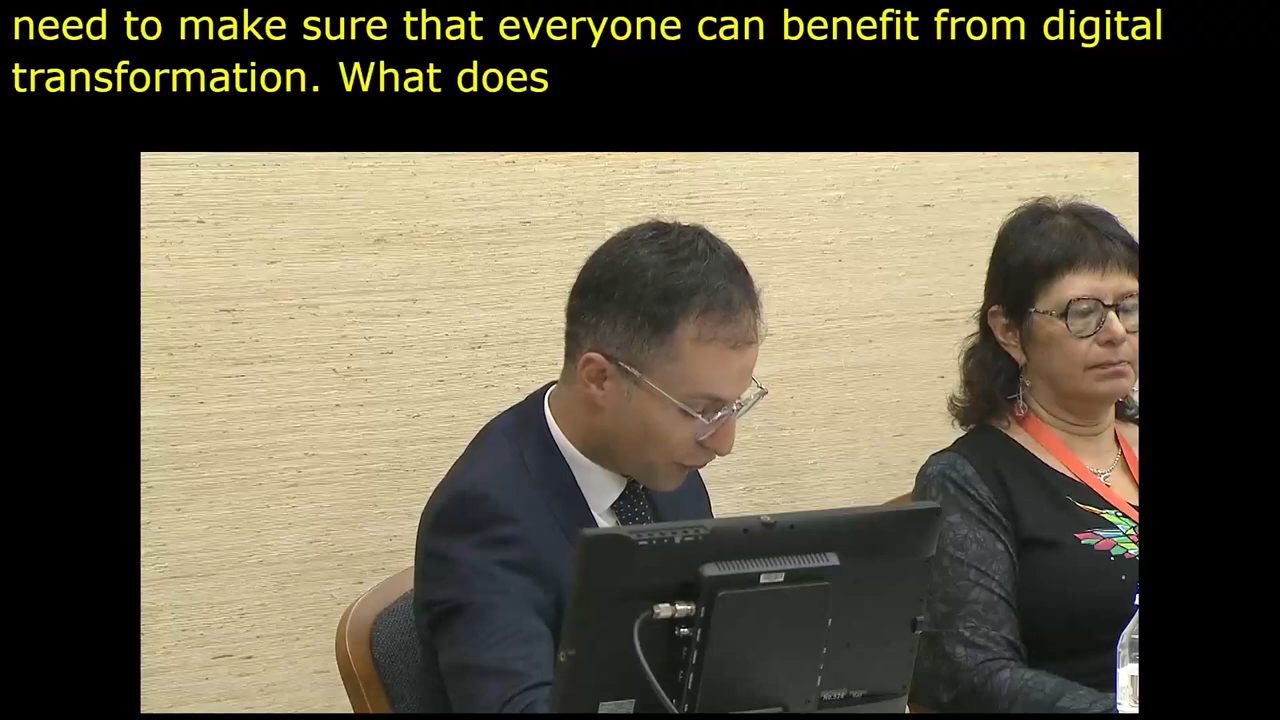 need to make sure that everyone can benefit from digital
transformation. What does